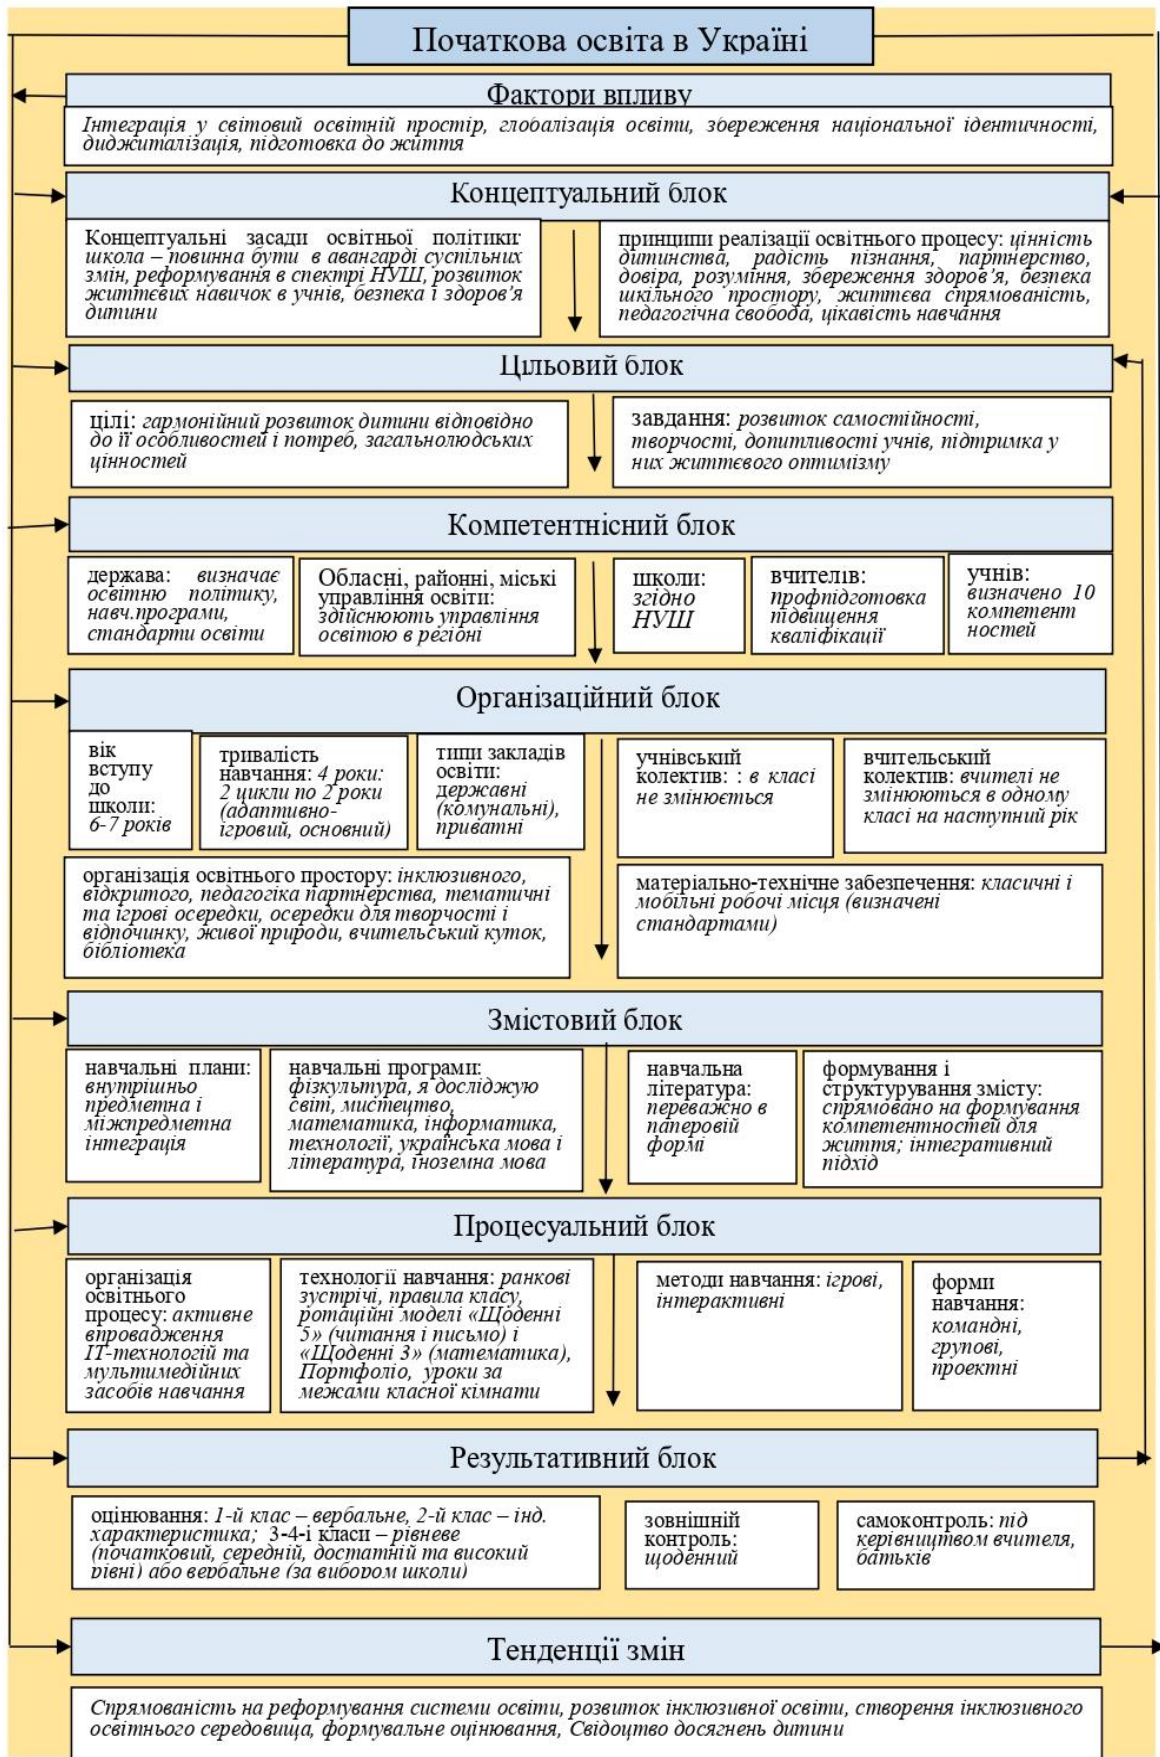 Початкова освіта в Україні
Фактори впливу
Інтеграція у світовий освітній простір, глобалізація освіти, збереження національної ідентичності,
диджиталізація, підготовка до життя
Концептуальний блок
Концептуальні засади освітньої політики:
школа – повинна бути в авангарді суспільних
змін, реформування в спектрі НУШ, розвиток
життєвих навичок в учнів, безпека і здоров’я
дитини
принципи реалізації освітнього процесу: цінність
дитинства, радість пізнання, партнерство,
довіра, розуміння, збереження здоров’я, безпека
шкільного простору, життєва спрямованість,
педагогічна свобода, цікавість навчання
Цільовий блок
цілі: гармонійний розвиток дитини відповідно
до її особливостей і потреб, загальнолюдських
цінностей
завдання: розвиток самостійності,
творчості, допитливості учнів, підтримка у
них життєвого оптимізму
Компетентнісний блок
держава: визначає
освітню політику,
навч.програми,
стандарти освіти
Обласні, районні, міські
управління освіти:
здійснюють управління
освітою в регіоні
школи:
згідно
НУШ
вчителів:
профпідготовка
підвищення
кваліфікації
учнів:
визначено 10
компетент
ностей
Організаційний блок
вік
вступу
до
школи:
6-7 років
тривалість
навчання: 4 роки:
2 цикли по 2 роки
(адаптивно-
ігровий, основний)
типи закладів
освіти:
державні
(комунальні),
приватні
учнівський
колектив: : в класі
не змінюється
вчительський
колектив: вчителі не
змінюються в одному
класі на наступний рік
організація освітнього простору: інклюзивного,
відкритого, педагогіка партнерства, тематичні
та ігрові осередки, осередки для творчості і
відпочинку, живої природи, вчительський куток,
бібліотека
матеріально-технічне забезпечення: класичні і
мобільні робочі місця (визначені
стандартами)
Змістовий блок
навчальні плани:
внутрішньо
предметна і
міжпредметна
інтеграція
навчальні програми:
фізкультура, я досліджую
світ, мистецтво,
математика, інформатика,
технології, українська мова і
література, іноземна мова
навчальна
література:
переважно в
паперовій
формі
формування і
структурування змісту:
спрямовано на формування
компетентностей для
життя; інтегративний
підхід
Процесуальний блок
організація
освітнього
процесу: активне
впровадження
ІТ-технологій та
мультимедійних
засобів навчання
технології навчання: ранкові
зустрічі, правила класу,
ротаційні моделі «Щоденні
5» (читання і письмо) і
«Щоденні 3» (математика),
Портфоліо, уроки за
межами класної кімнати
методи навчання: ігрові,
інтерактивні
форми
навчання:
командні,
групові,
проектні
Результативний блок
оцінювання: 1-й клас – вербальне, 2-й клас – інд.
характеристика; 3-4-і класи – рівневе
(початковий, середній, достатній та високий
рівні) або вербальне (за вибором школи)
зовнішній
контроль:
щоденний
самоконтроль: під
керівництвом вчителя,
батьків
Тенденції змін
Спрямованість на реформування системи освіти, розвиток інклюзивної освіти, створення інклюзивного
освітнього середовища, формувальне оцінювання, Свідоцтво досягнень дитини